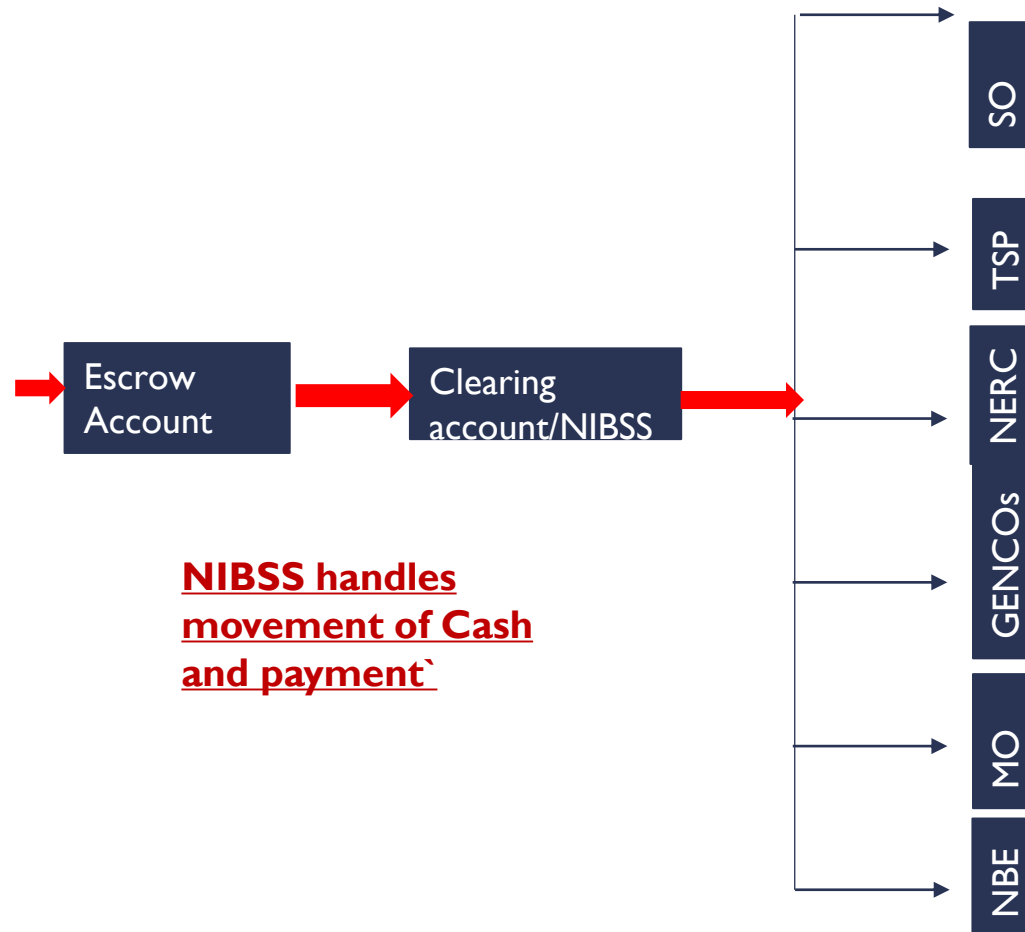 SO
TSP
Escrow
Account
Clearing
account/NIBSS
NERC
GENCOs
NIBSS handles
movement of Cash
and payment`
MO
NBE